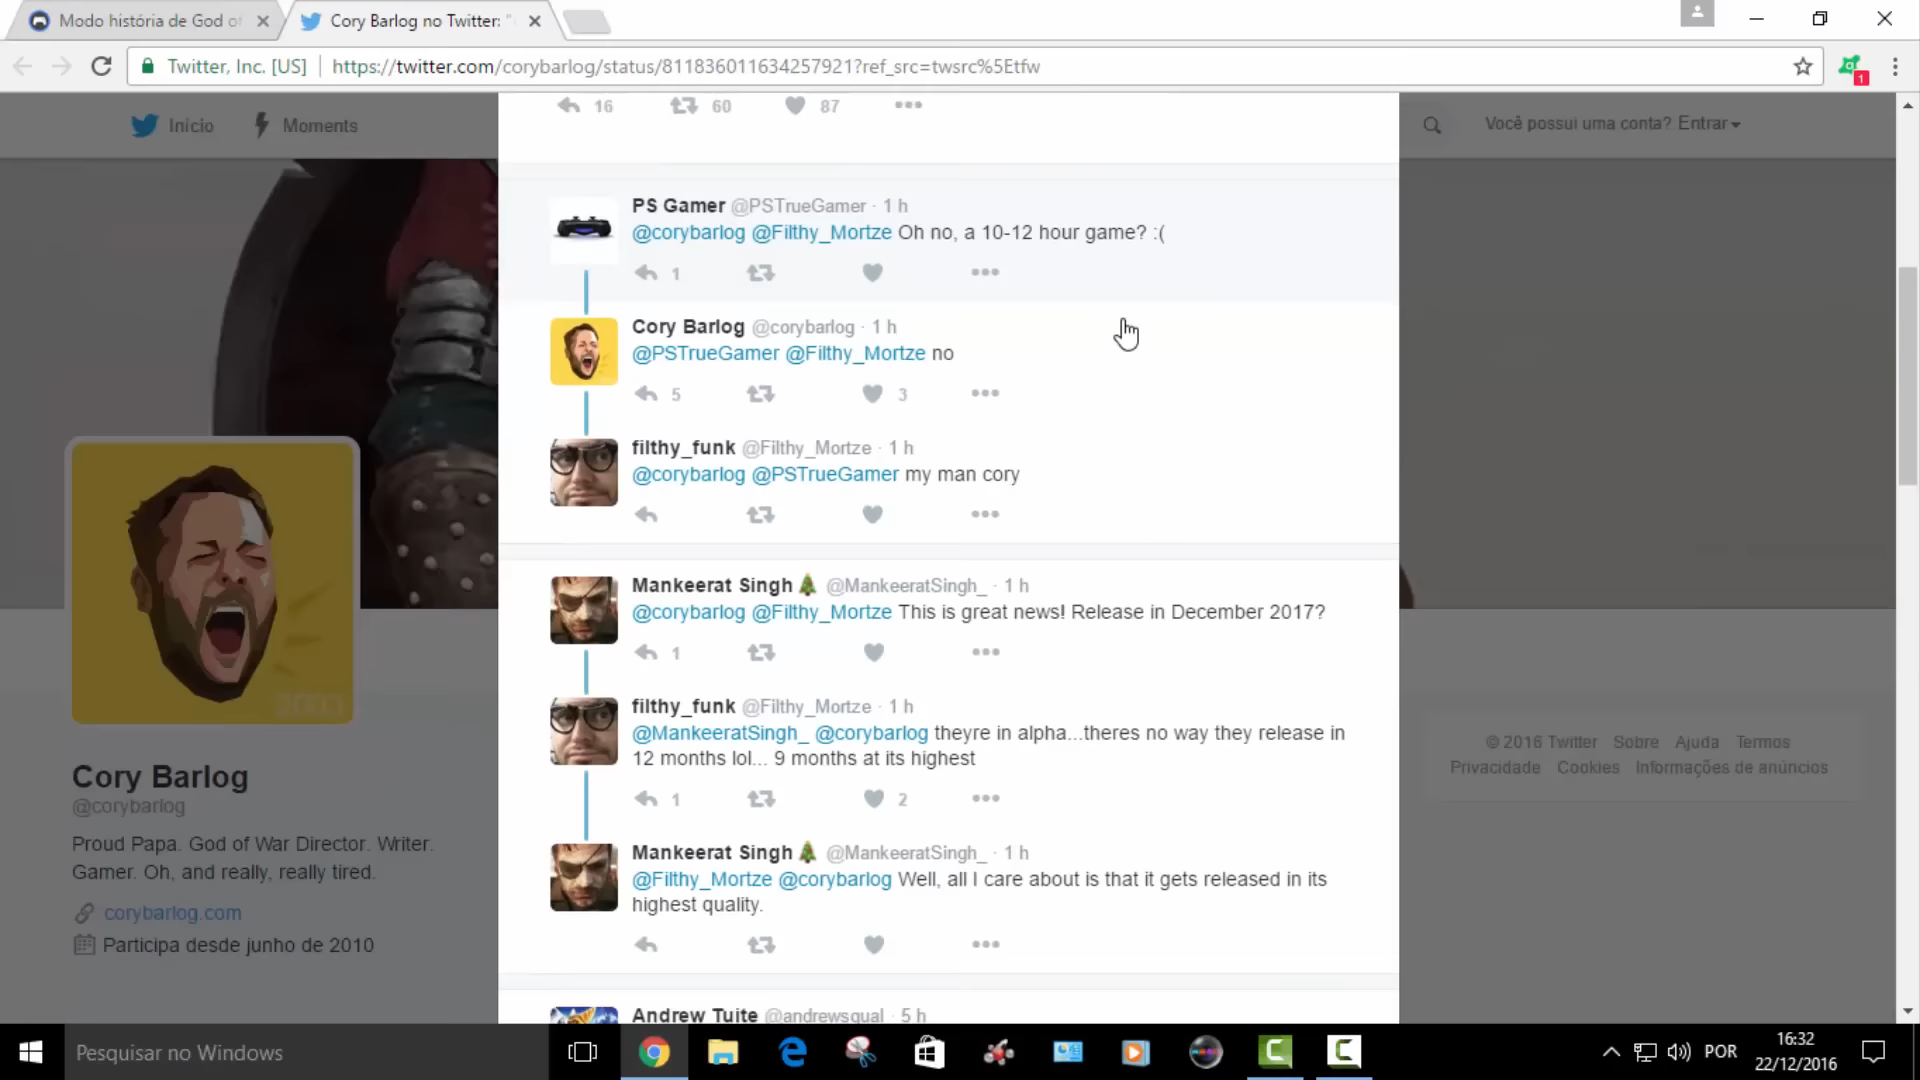 Modo história de God of
Cory Barlog no Twitter: "
Twitter, Inc. [US] https://twitter.com/corybarlog/status/811836011634257921?ref_src=twsrc%5Etfw
1
Início Moments
Você possui uma conta? Entrar
16 60 87
PS Gamer @PSTrueGamer · 1 h
@corybarlog @Filthy_Mortze Oh no, a 10-12 hour game? :(
1
Cory Barlog @corybarlog · 1 h
@PSTrueGamer @Filthy_Mortze no
5 3
filthy_funk @Filthy_Mortze · 1 h
@corybarlog @PSTrueGamer my man cory
Mankeerat Singh🎄 @MankeeratSingh_ · 1 h
@corybarlog @Filthy_Mortze This is great news! Release in December 2017?
1
filthy_funk @Filthy_Mortze · 1 h
@MankeeratSingh_ @corybarlog theyre in alpha...theres no way they release in
12 months lol... 9 months at its highest
1 2
Mankeerat Singh🎄 @MankeeratSingh_ · 1 h
@Filthy_Mortze @corybarlog Well, all I care about is that it gets released in its
highest quality.
Andrew Tuite @andrewsqual · 5 h
Cory Barlog
@corybarlog
Proud Papa. God of War Director. Writer.
Gamer. Oh, and really, really tired.
corybarlog.com
Participa desde junho de 2010
© 2016 Twitter Sobre Ajuda Termos
Privacidade Cookies Informações de anúncios
Pesquisar no Windows
POR
16:32
22/12/2016